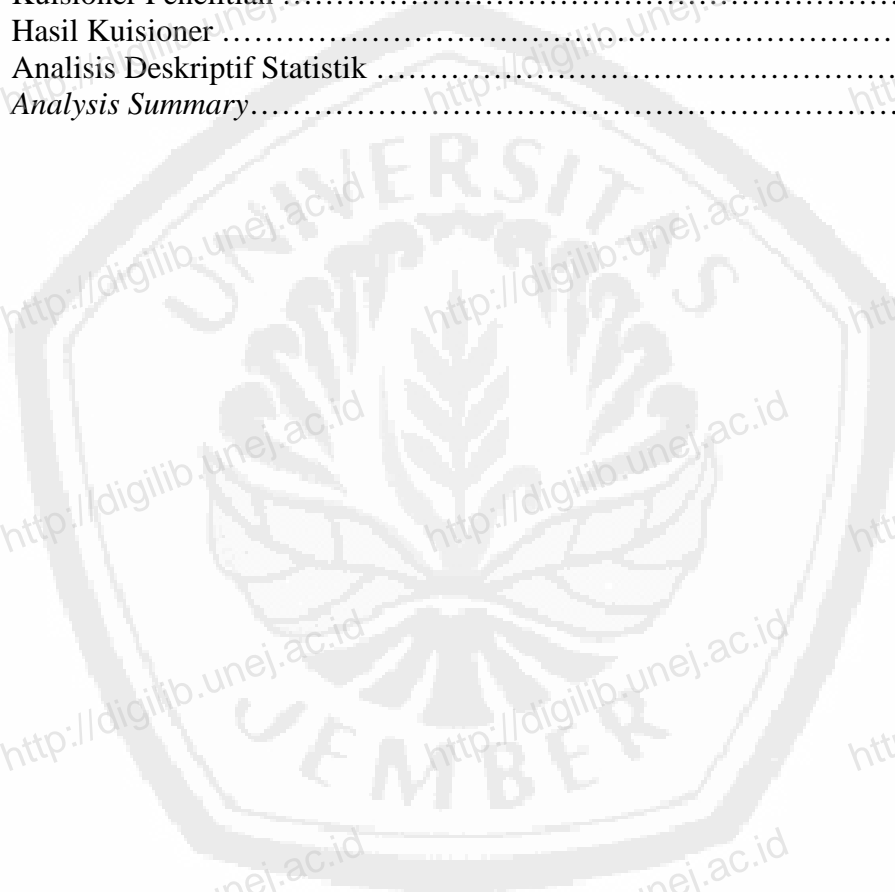 Kuisioner Penelitian ……………………………………………………………
Hasil Kuisioner …………………………………………………………………
Analisis Deskriptif Statistik ……………………………………………………
Analysis Summary………………………………………………………………
UNIVERSITAS
http://digilib.unej.ac.id
http://digilib.unej.ac.id
http://digilib.unej.ac.id
http://digilib.unej.ac.id
http://digilib.unej.ac.id
http://digilib.unej.ac.id
http://digilib.unej.ac.id
http://digilib.unej.ac.id
JEMBER